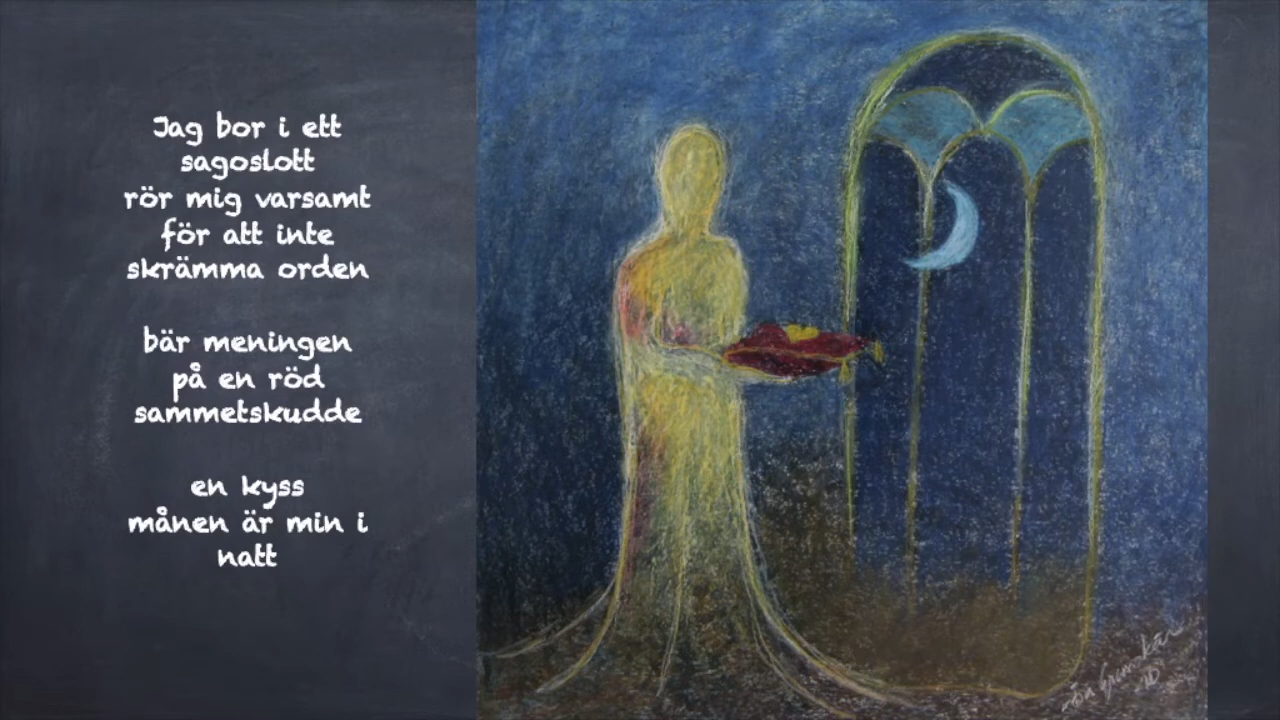 Jag bor i ett
sagoslott
rör mig varsamt
för att inte
skrämma orden
bär meningen
på en röd
sammetskudde
en kyss
månen är min i
natt